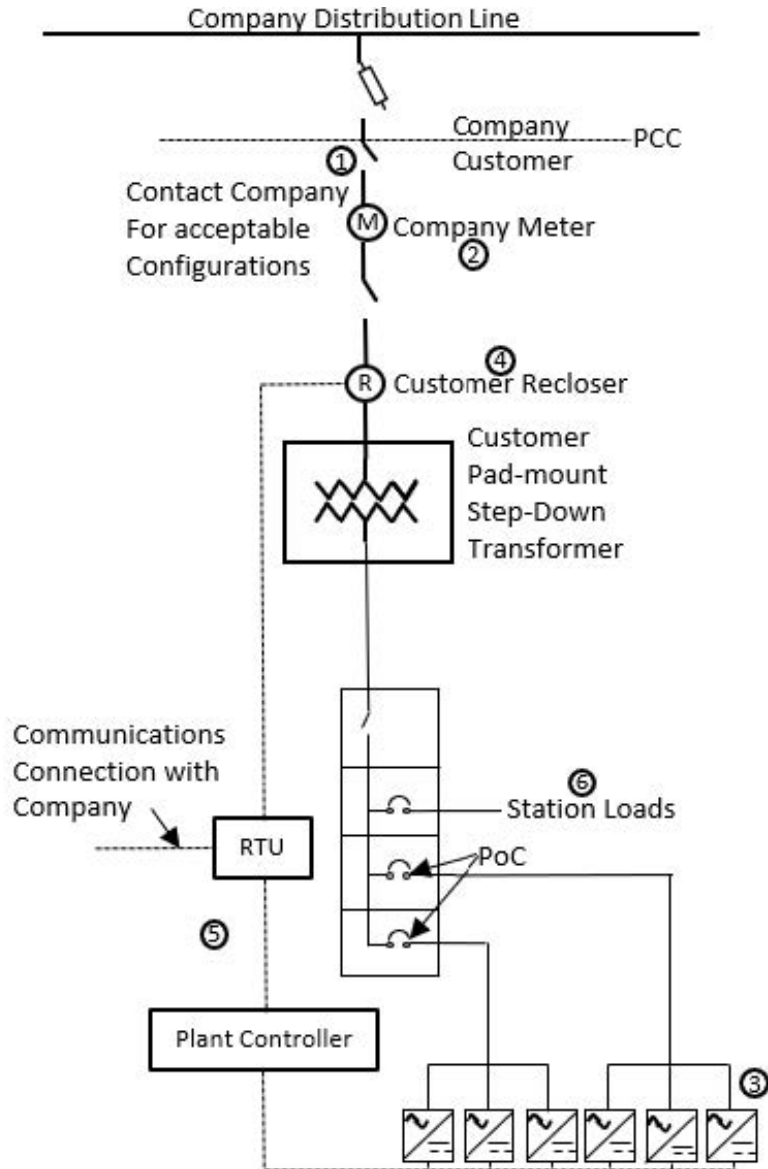 Company Distribution Line
Company
PCC
Customer
1
Contact Company
For acceptable
Configurations
M
Company Meter
2
4
R
Customer Recloser
Customer
Pad-mount
Step-Down
Transformer
Communications
Connection with
Company
6
Station Loads
RTU
PoC
5
Plant Controller
3